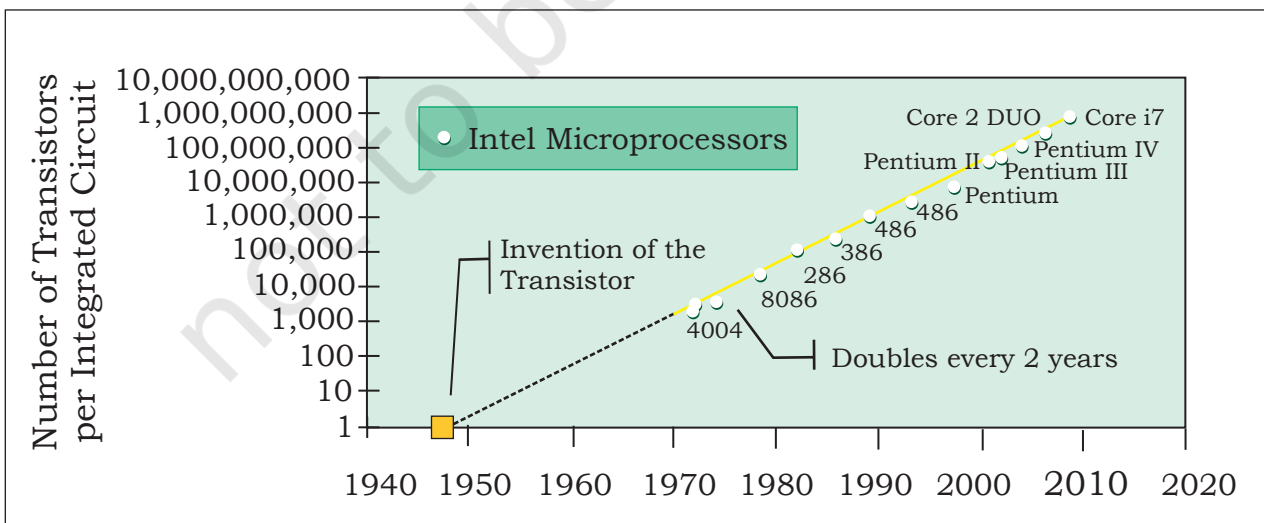 Number of Transistors
per Integrated Circuit
10,000,000,000
1,000,000,000
100,000,000
10,000,000
1,000,000
100,000
10,000
1,000
100
10
1
Intel Microprocessors
Invention of the
Transistor
Core 2 DUO
Core i7
Pentium IV
Pentium II
Pentium III
Pentium
486
486
386
286
8086
4004
Doubles every 2 years
1940 1950 1960 1970 1980 1990 2000 2010 2020
not to be